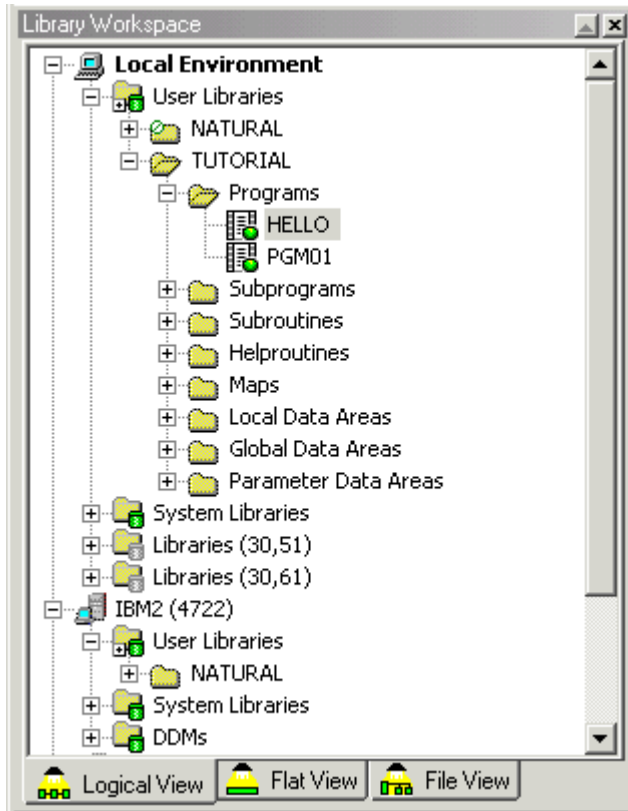 Library Workspace
Local Environment
User Libraries
NATURAL
TUTORIAL
Programs
HELLO
PGM01
Subprograms
Subroutines
Helproutines
Maps
Local Data Areas
Global Data Areas
Parameter Data Areas
System Libraries
Libraries (30,51)
Libraries (30,61)
IBM2 (4722)
User Libraries
NATURAL
System Libraries
DDMs
Logical View Flat View File View